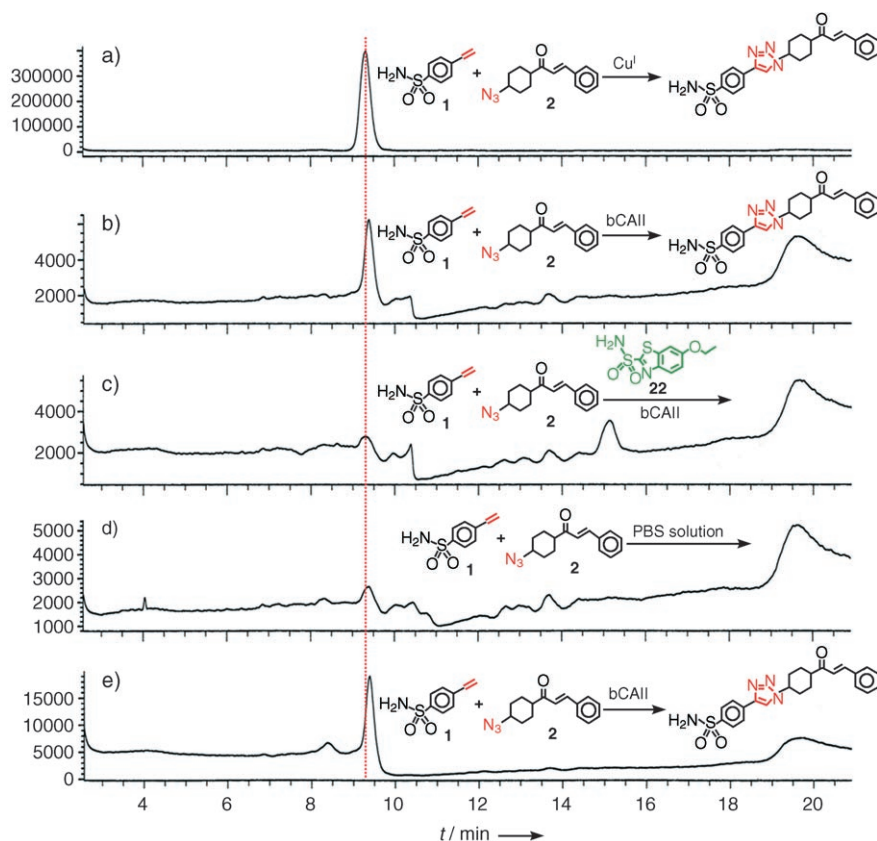 a)
300000
200000
100000
0
H₂N
S
O O
1
+
N₃
O
2
Cuᴵ
H₂N
S
O O
N=N
N
O
b)
4000
2000
H₂N
S
O O
1
+
N₃
O
2
bCAII
H₂N
S
O O
N=N
N
O
c)
4000
2000
H₂N
S
O O
1
+
N₃
O
2
H₂N
S
O O
S
N
O
22
bCAII
d)
5000
4000
3000
2000
1000
H₂N
S
O O
1
+
N₃
O
2
PBS solution
e)
15000
10000
5000
0
H₂N
S
O O
1
+
N₃
O
2
bCAII
H₂N
S
O O
N=N
N
O
4 6 8 10 12 14 16 18 20
t / min